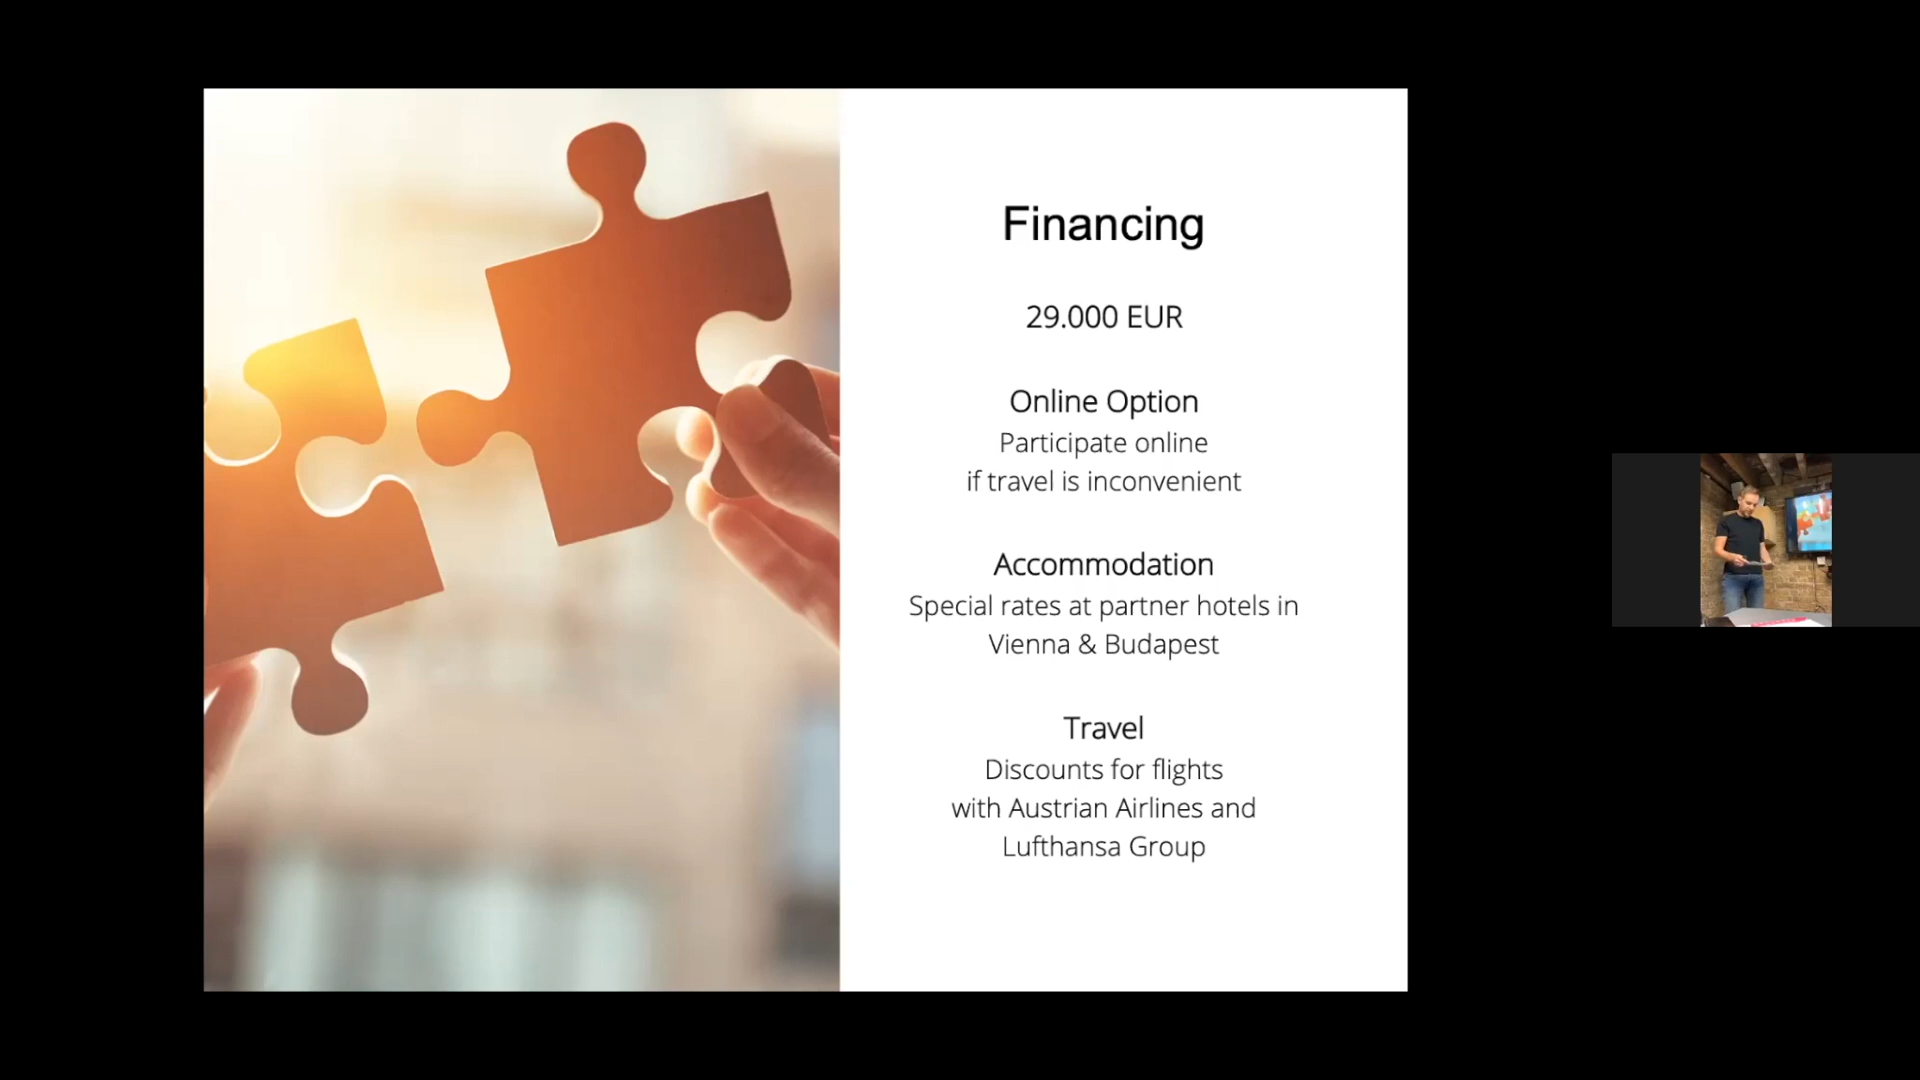 Financing
29.000 EUR
Online Option
Participate online
if travel is inconvenient
Accommodation
Special rates at partner hotels in
Vienna & Budapest
Travel
Discounts for flights
with Austrian Airlines and
Lufthansa Group